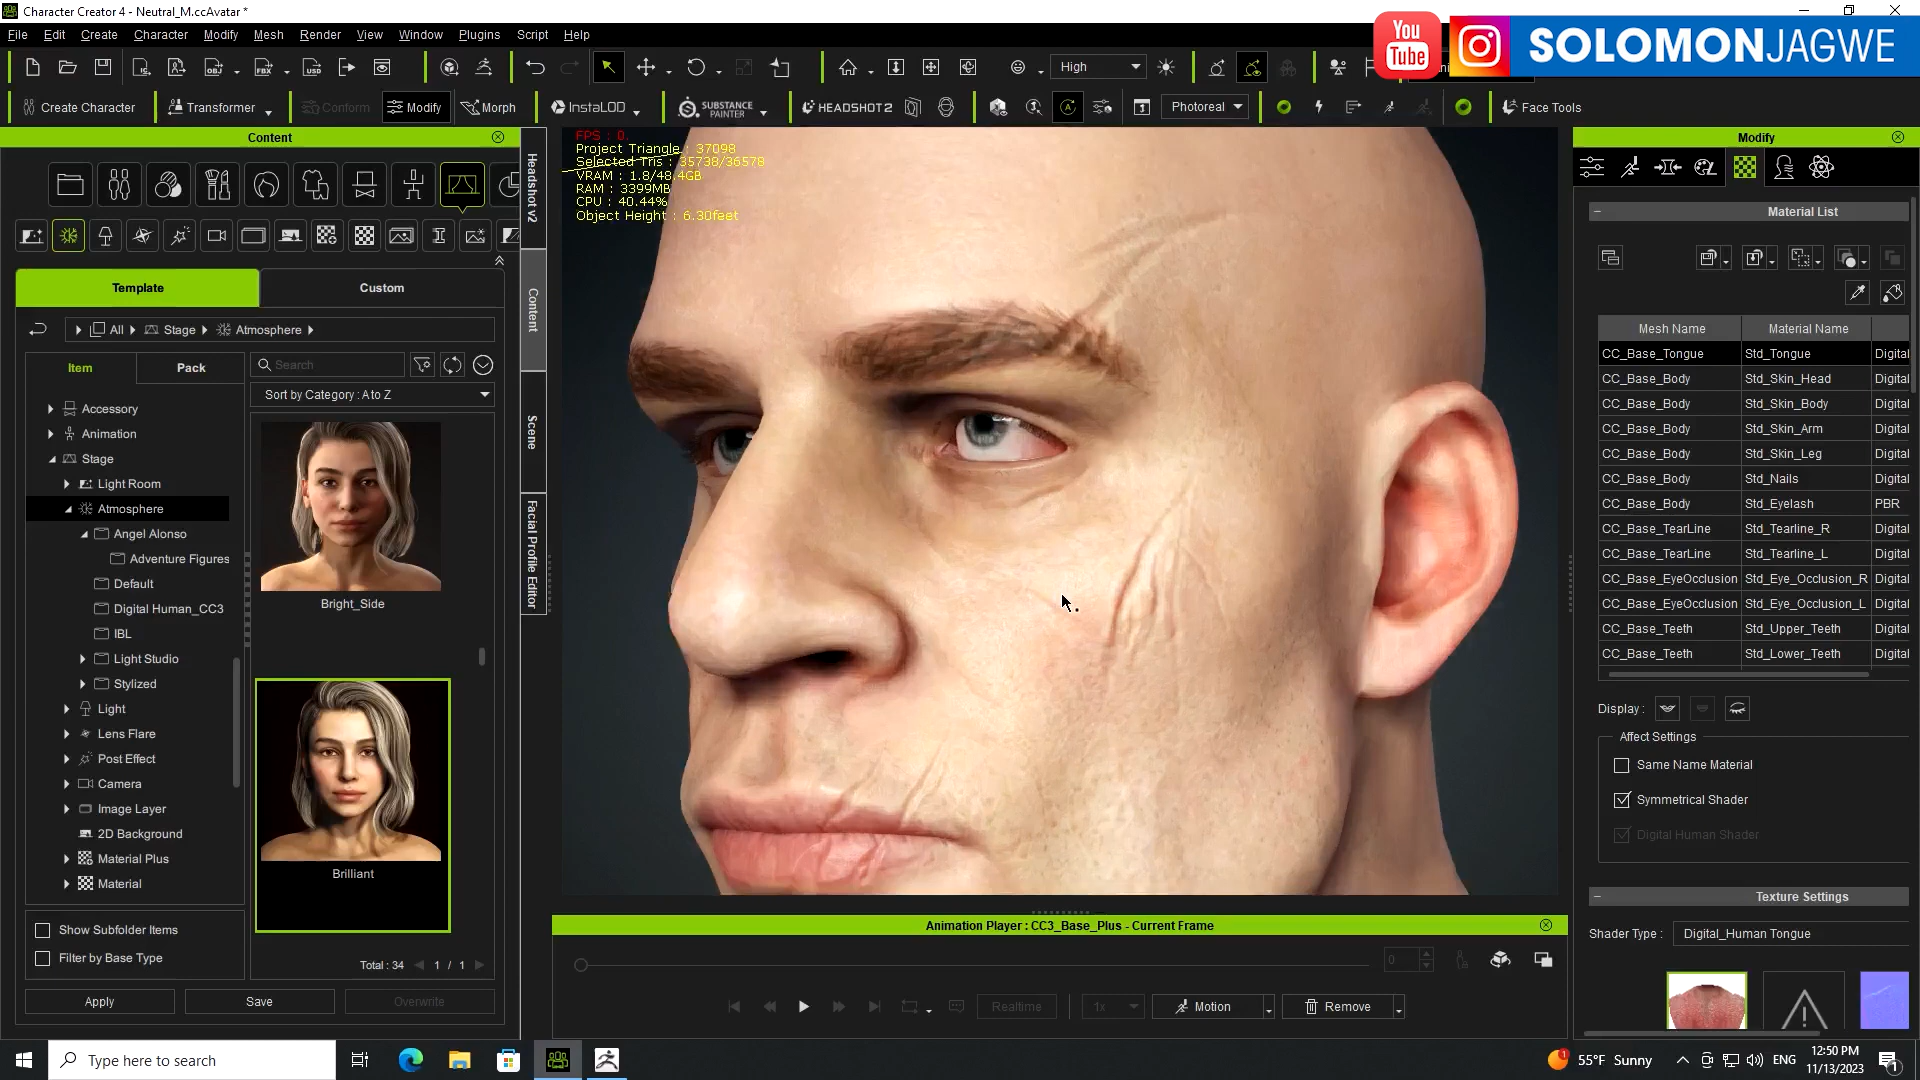 Character Creator 4 - Neutral_M.ccAvatar *
You Tube
SOLOMONJAGWE
File Edit Create Character Modify Mesh Render View Window Plugins Script Help
OBJ FBX USD High
Create Character Transformer Conform Modify Morph InstaLOD SUBSTANCE PAINTER HEADSHOT 2 Photoreal Face Tools
Content
Template Custom
All Stage Atmosphere
Item Pack
Search
Sort by Category : A to Z
Accessory
Animation
Stage
Light Room
Atmosphere
Angel Alonso
Adventure Figures
Default
Digital Human_CC3
IBL
Light Studio
Stylized
Light
Lens Flare
Post Effect
Camera
Image Layer
2D Background
Material Plus
Material
Bright_Side
Brilliant
Show Subfolder Items
Filter by Base Type
Total : 34 1 / 1
Apply Save Overwrite
Headshot v2
Content
Scene
Facial Profile Editor
FPS : 0.
Project Triangle : 37098
Selected Tris : 35738/36578
VRAM : 1.8/48.4GB
RAM : 3399MB
CPU : 40.44%
Object Height : 6.30feet
Animation Player : CC3_Base_Plus - Current Frame
0
Realtime 1x Motion Remove
Modify
Material List
Mesh Name Material Name
CC_Base_Tongue Std_Tongue Digital
CC_Base_Body Std_Skin_Head Digital
CC_Base_Body Std_Skin_Body Digital
CC_Base_Body Std_Skin_Arm Digital
CC_Base_Body Std_Skin_Leg Digital
CC_Base_Body Std_Nails Digital
CC_Base_Body Std_Eyelash PBR
CC_Base_TearLine Std_Tearline_R Digital
CC_Base_TearLine Std_Tearline_L Digital
CC_Base_EyeOcclusion Std_Eye_Occlusion_R Digital
CC_Base_EyeOcclusion Std_Eye_Occlusion_L Digital
CC_Base_Teeth Std_Upper_Teeth Digital
CC_Base_Teeth Std_Lower_Teeth Digital
Display :
Affect Settings
Same Name Material
Symmetrical Shader
Digital Human Shader
Texture Settings
Shader Type : Digital_Human Tongue
Type here to search
1
55°F Sunny
ENG
12:50 PM
11/13/2023
1